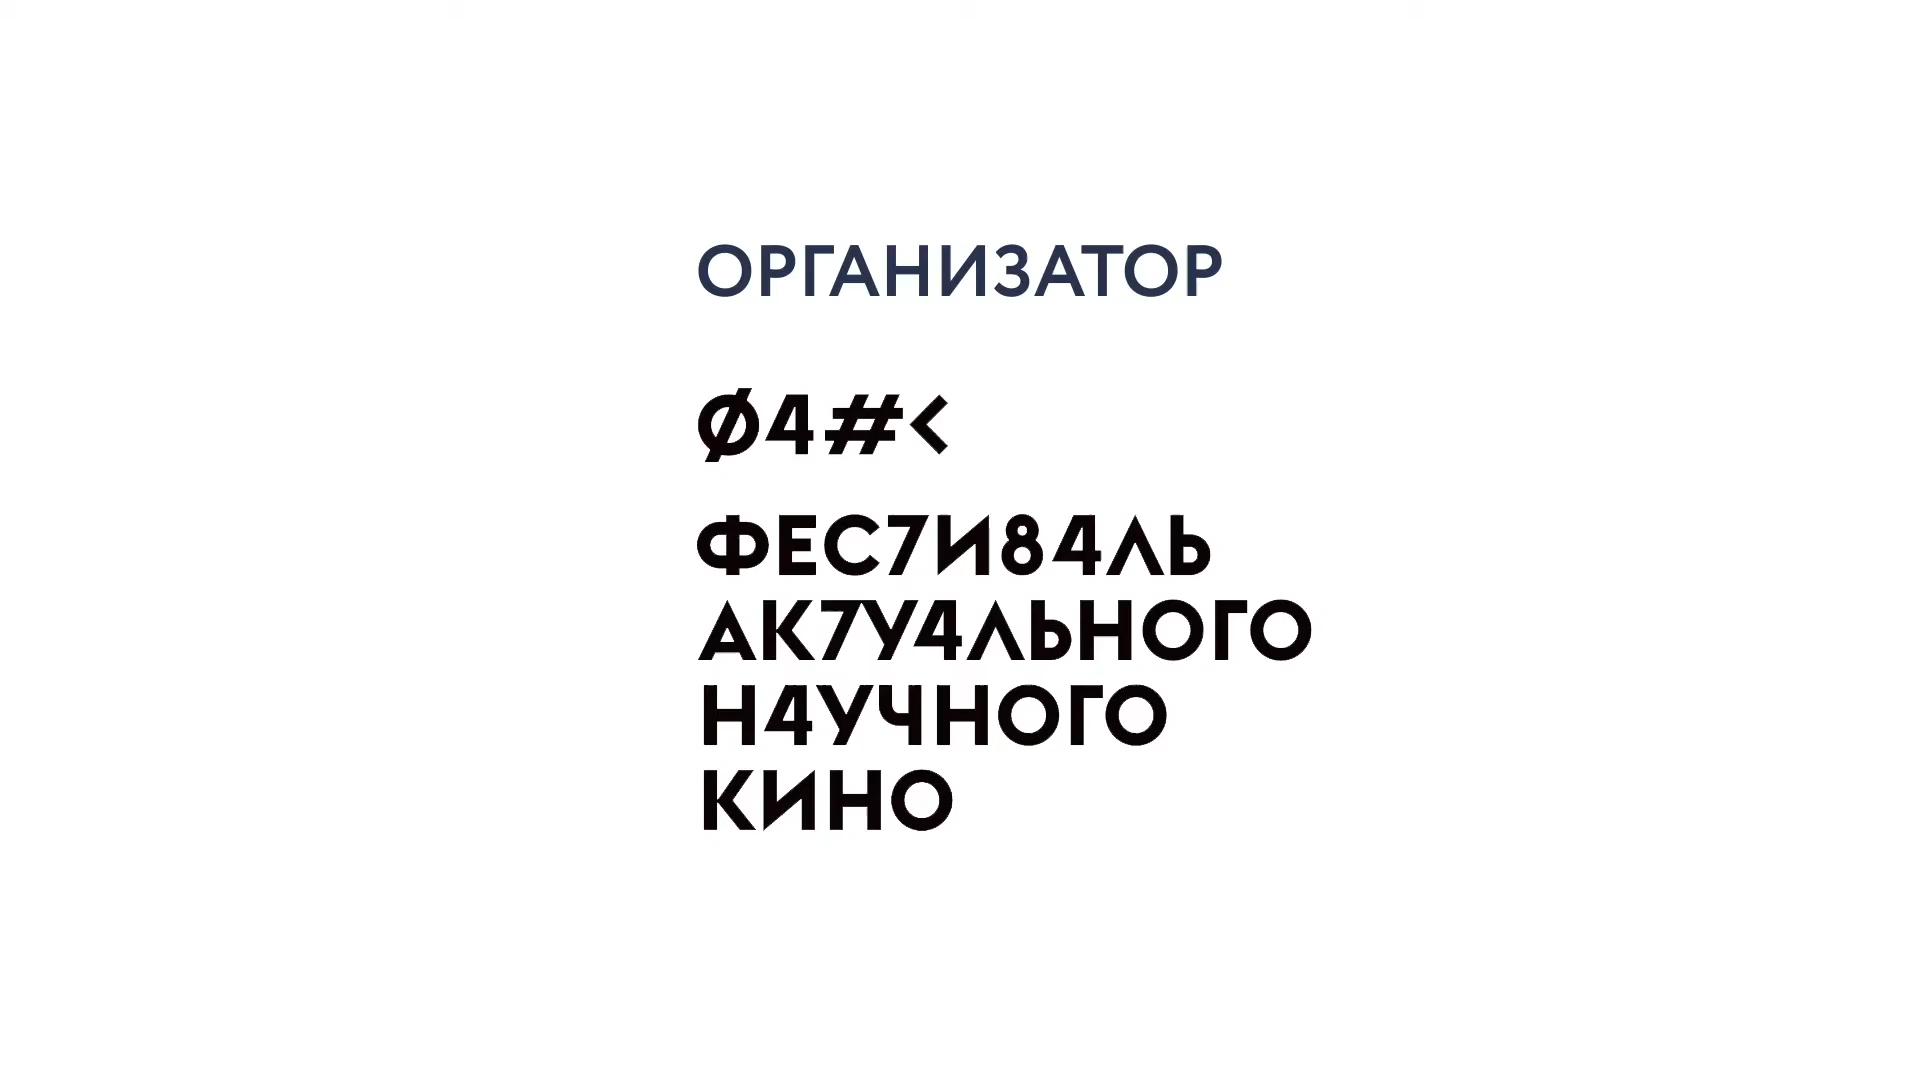 ОРГАНИЗАТОР
Ø4#<
ФЕС7И84ЛЬ
АК7У4ЛЬНОГО
Н4УЧНОГО
КИНО